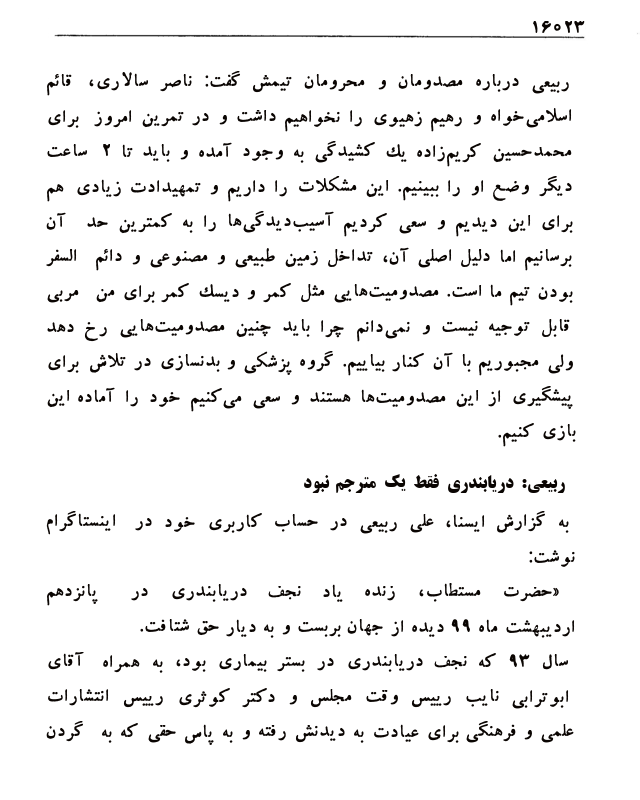 ۱۶۰۲۳
ربیعی درباره مصدومان و محرومان تیمش گفت: ناصر سالاری، قائم
اسلامی‌خواه و رهیم زهیوی را نخواهیم داشت و در تمرین امروز برای
محمدحسین کریم‌زاده یك کشیدگی به وجود آمده و باید تا ۲ ساعت
دیگر وضع او را ببینیم. این مشکلات را داریم و تمهیدادت زیادی هم
برای این دیدیم و سعی کردیم آسیب‌دیدگی‌ها را به کمترین حد آن
برسانیم اما دلیل اصلی آن، تداخل زمین طبیعی و مصنوعی و دائم السفر
بودن تیم ما است. مصدومیت‌هایی مثل کمر و دیسك کمر برای من مربی
قابل توجیه نیست و نمی‌دانم چرا باید چنین مصدومیت‌هایی رخ دهد
ولی مجبوریم با آن کنار بیاییم. گروه پزشکی و بدنسازی در تلاش برای
پیشگیری از این مصدومیت‌ها هستند و سعی می‌کنیم خود را آماده این
بازی کنیم.
ربیعی: دریابندری فقط یک مترجم نبود
به گزارش ایسنا، علی ربیعی در حساب کاربری خود در اینستاگرام
نوشت:
«حضرت مستطاب، زنده یاد نجف دریابندری در پانزدهم
اردیبهشت ماه ۹۹ دیده از جهان بربست و به دیار حق شتافت.
سال ۹۳ که نجف دریابندری در بستر بیماری بود، به همراه آقای
ابوترابی نایب رییس وقت مجلس و دکتر کوثری رییس انتشارات
علمی و فرهنگی برای عیادت به دیدنش رفته و به پاس حقی که به گردن